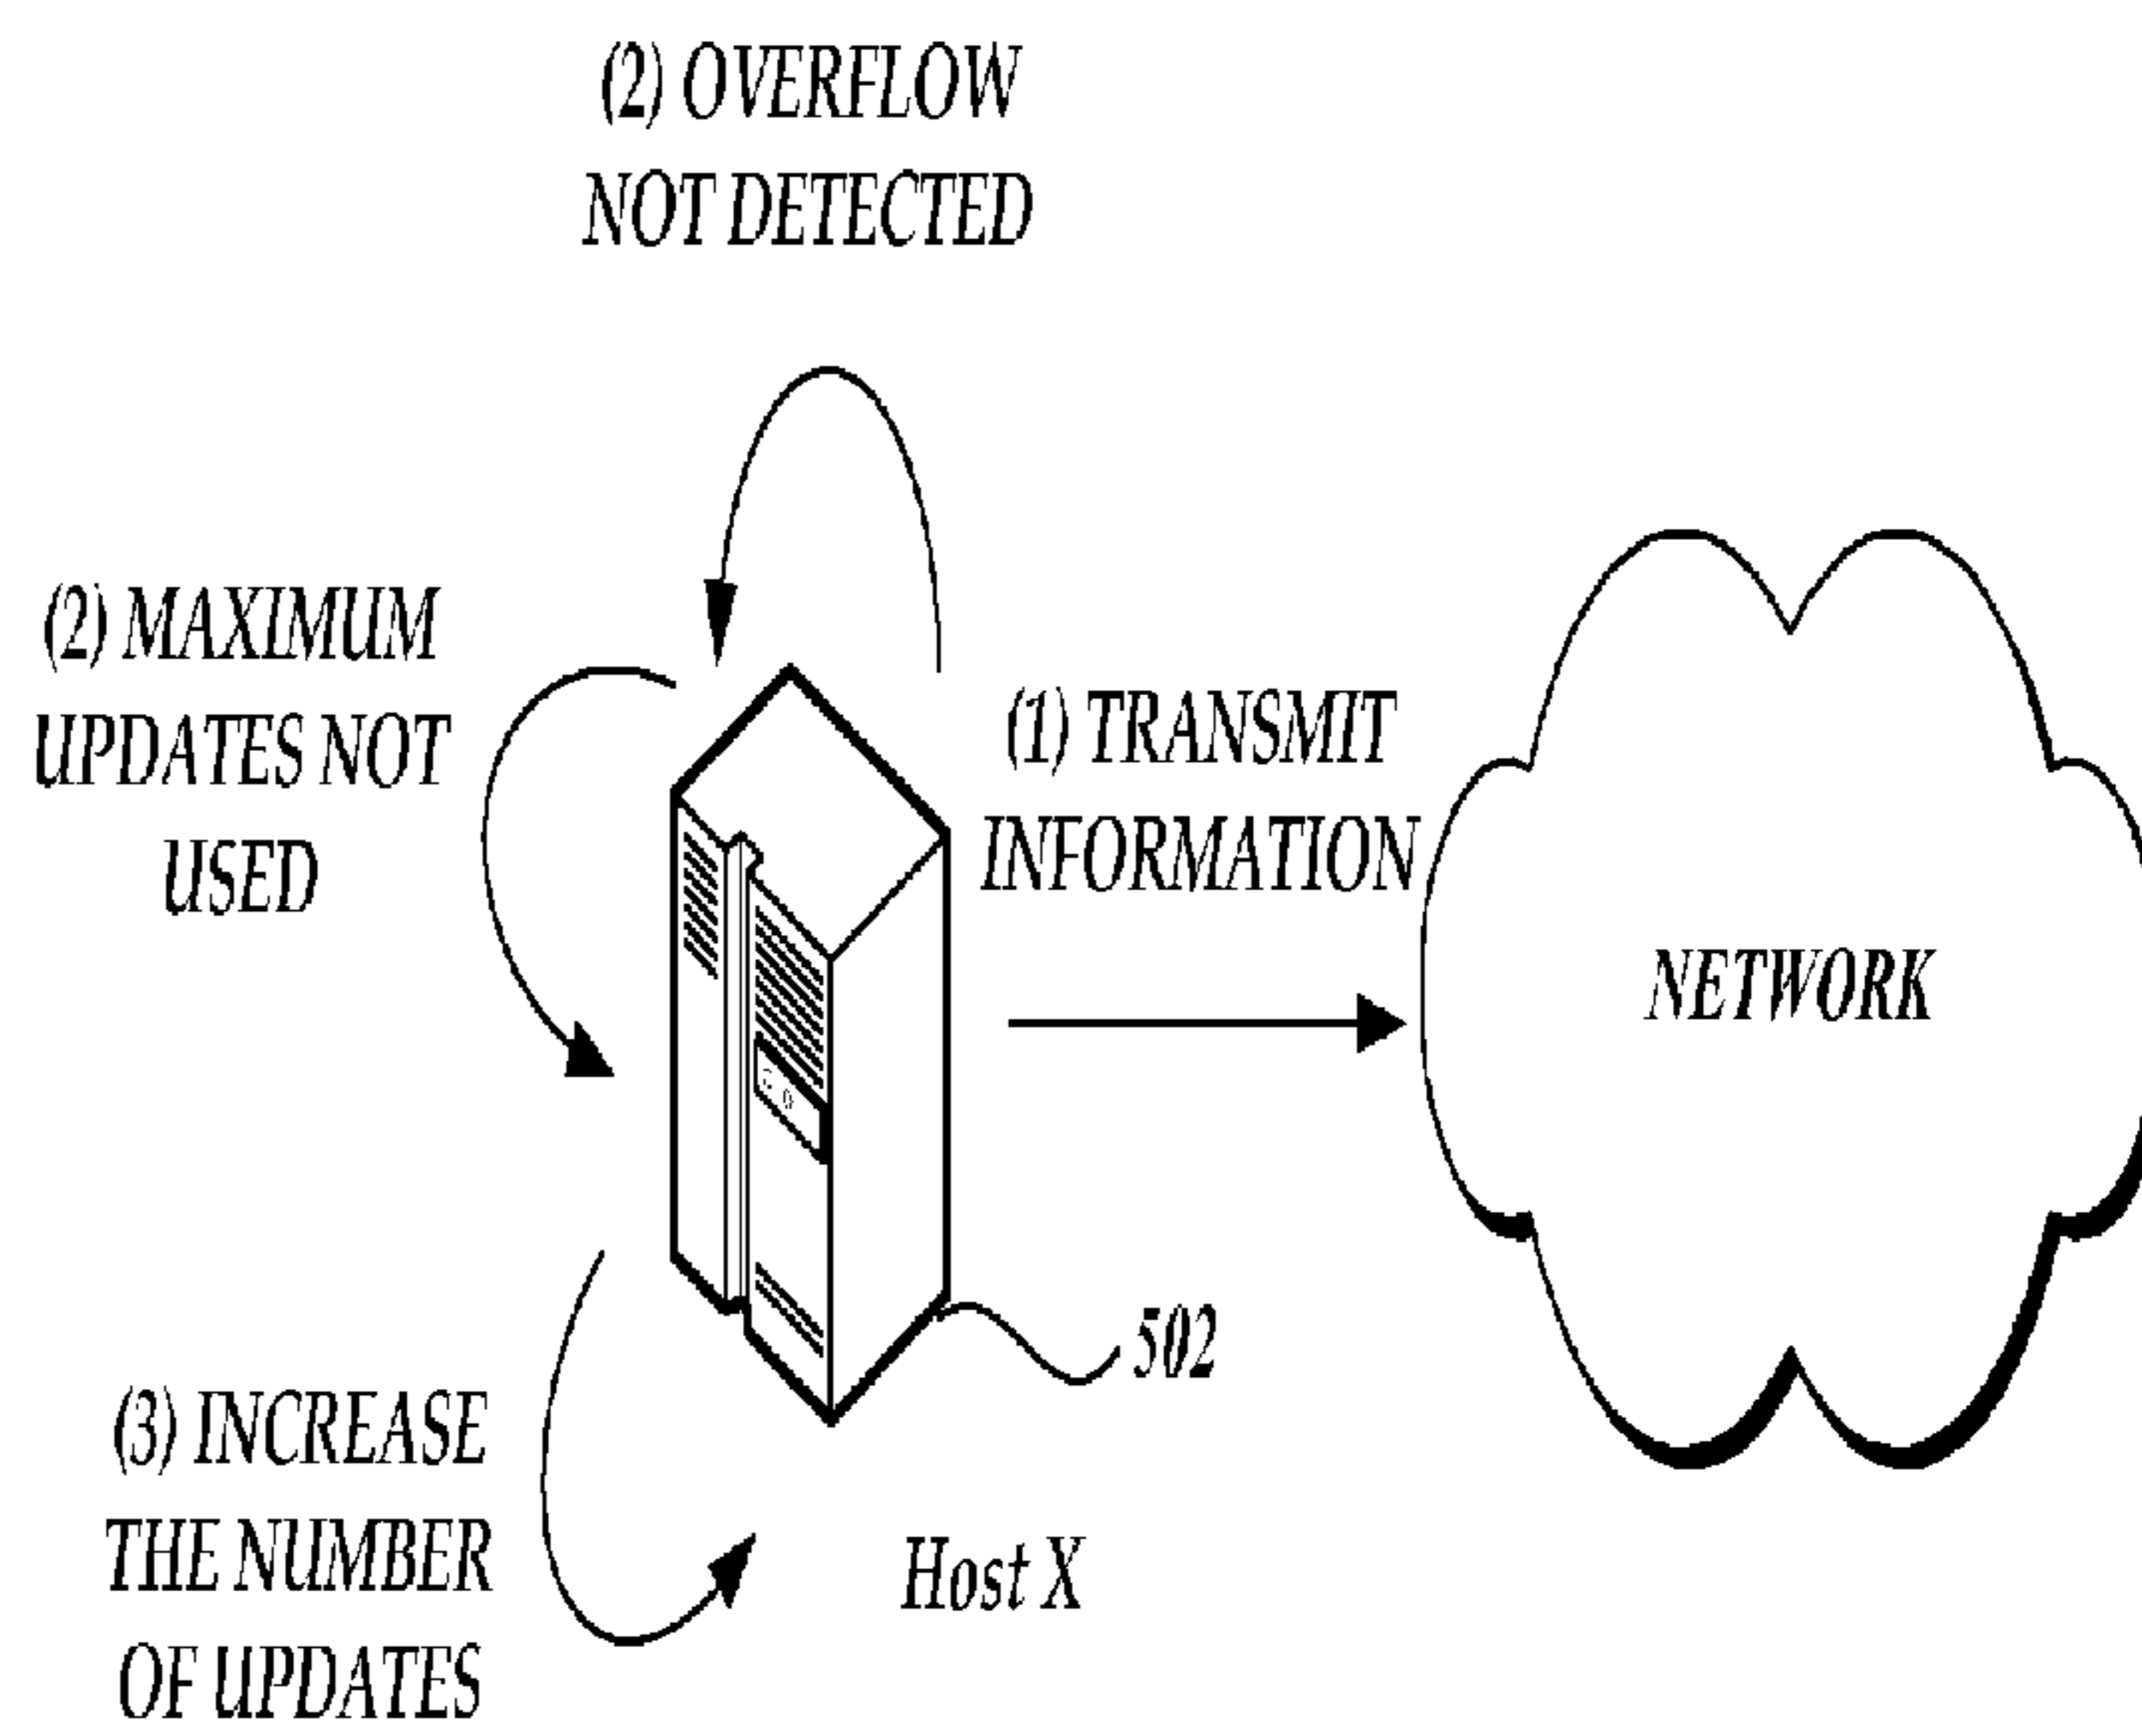 (2) OVERFLOW
NOT DETECTED
(2) MAXIMUM
UPDATES NOT
USED
(1) TRANSMIT
INFORMATION
NETWORK
502
(3) INCREASE
THE NUMBER
OF UPDATES
Host X